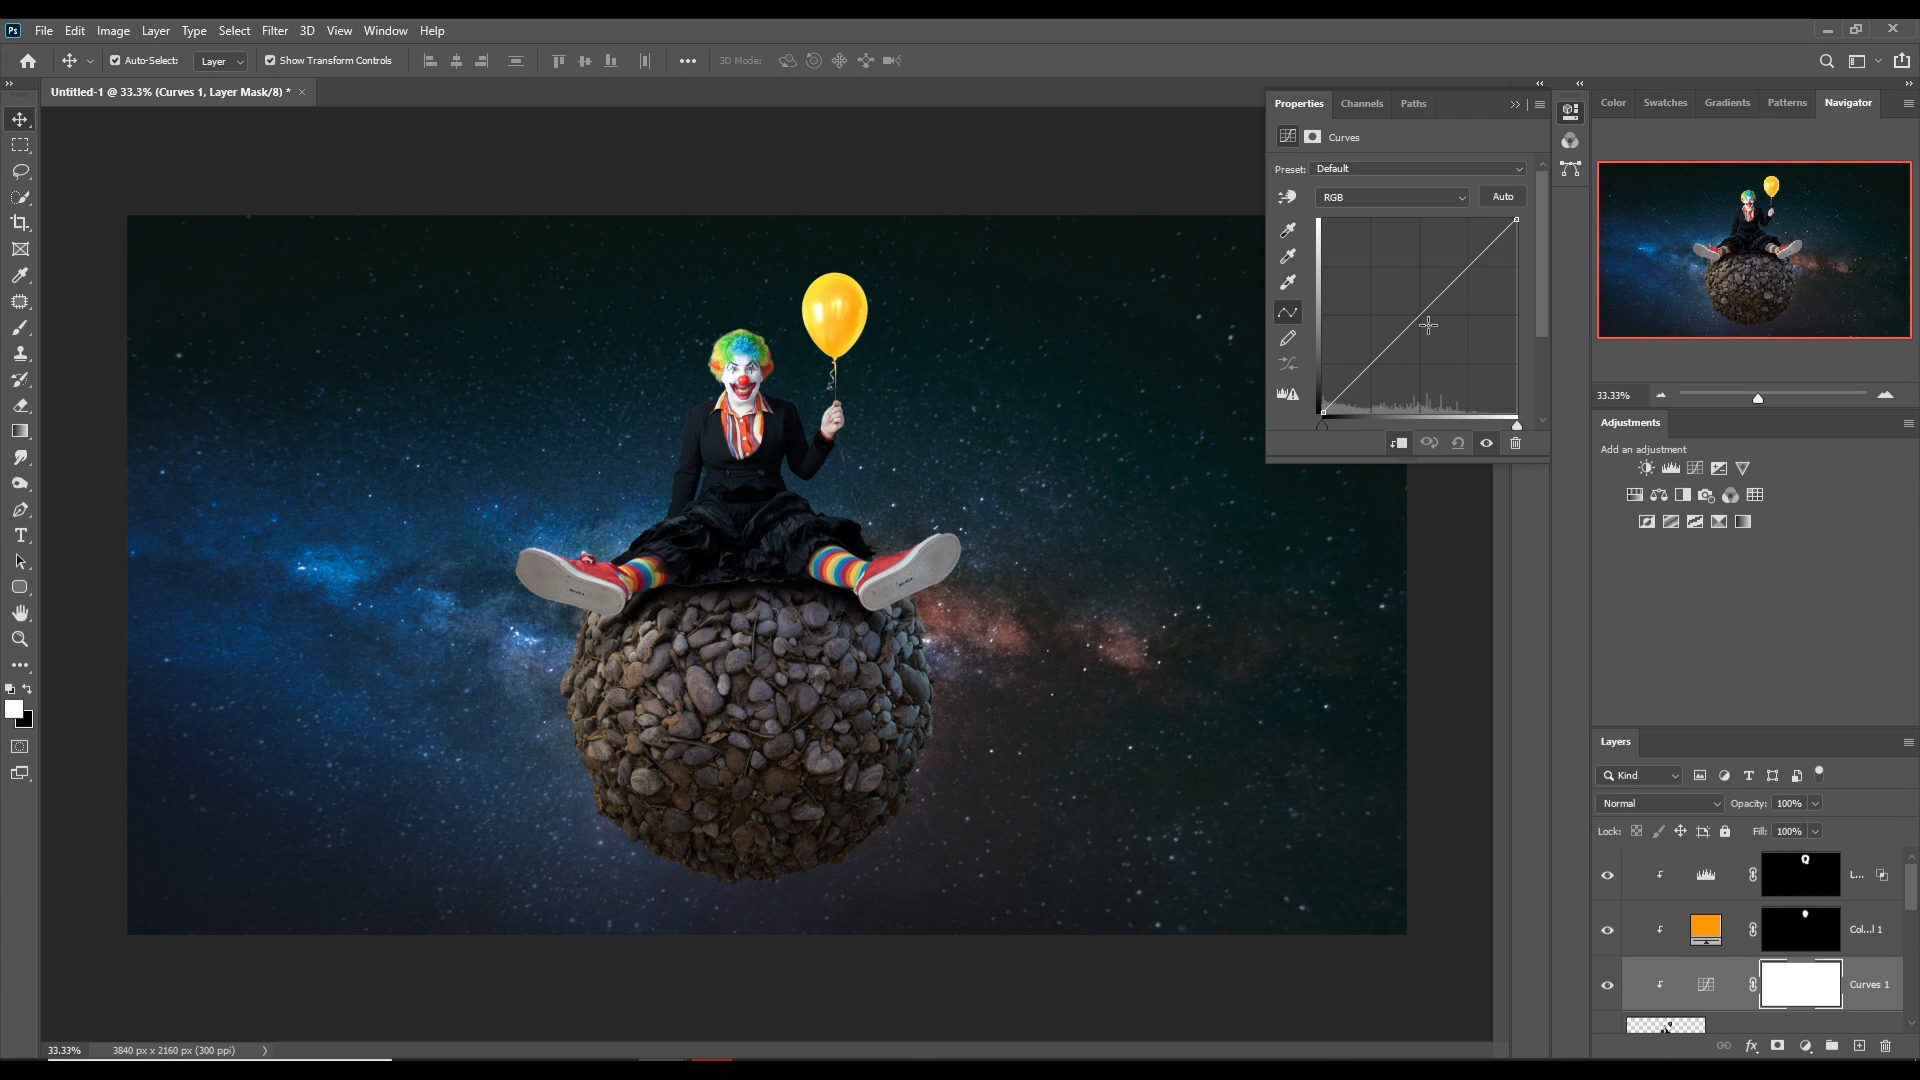 Ps File Edit Image Layer Type Select Filter 3D View Window Help
Auto-Select: Layer Show Transform Controls 3D Mode:
Untitled-1 @ 33.3% (Curves 1, Layer Mask/8) *
Properties Channels Paths
Curves
Preset: Default
RGB Auto
Color Swatches Gradients Patterns Navigator
33.33%
Adjustments
Add an adjustment
Layers
Kind
Normal Opacity: 100%
Lock: Fill: 100%
L...
Col...l 1
Curves 1
fx
33.33% 3840 px x 2160 px (300 ppi)